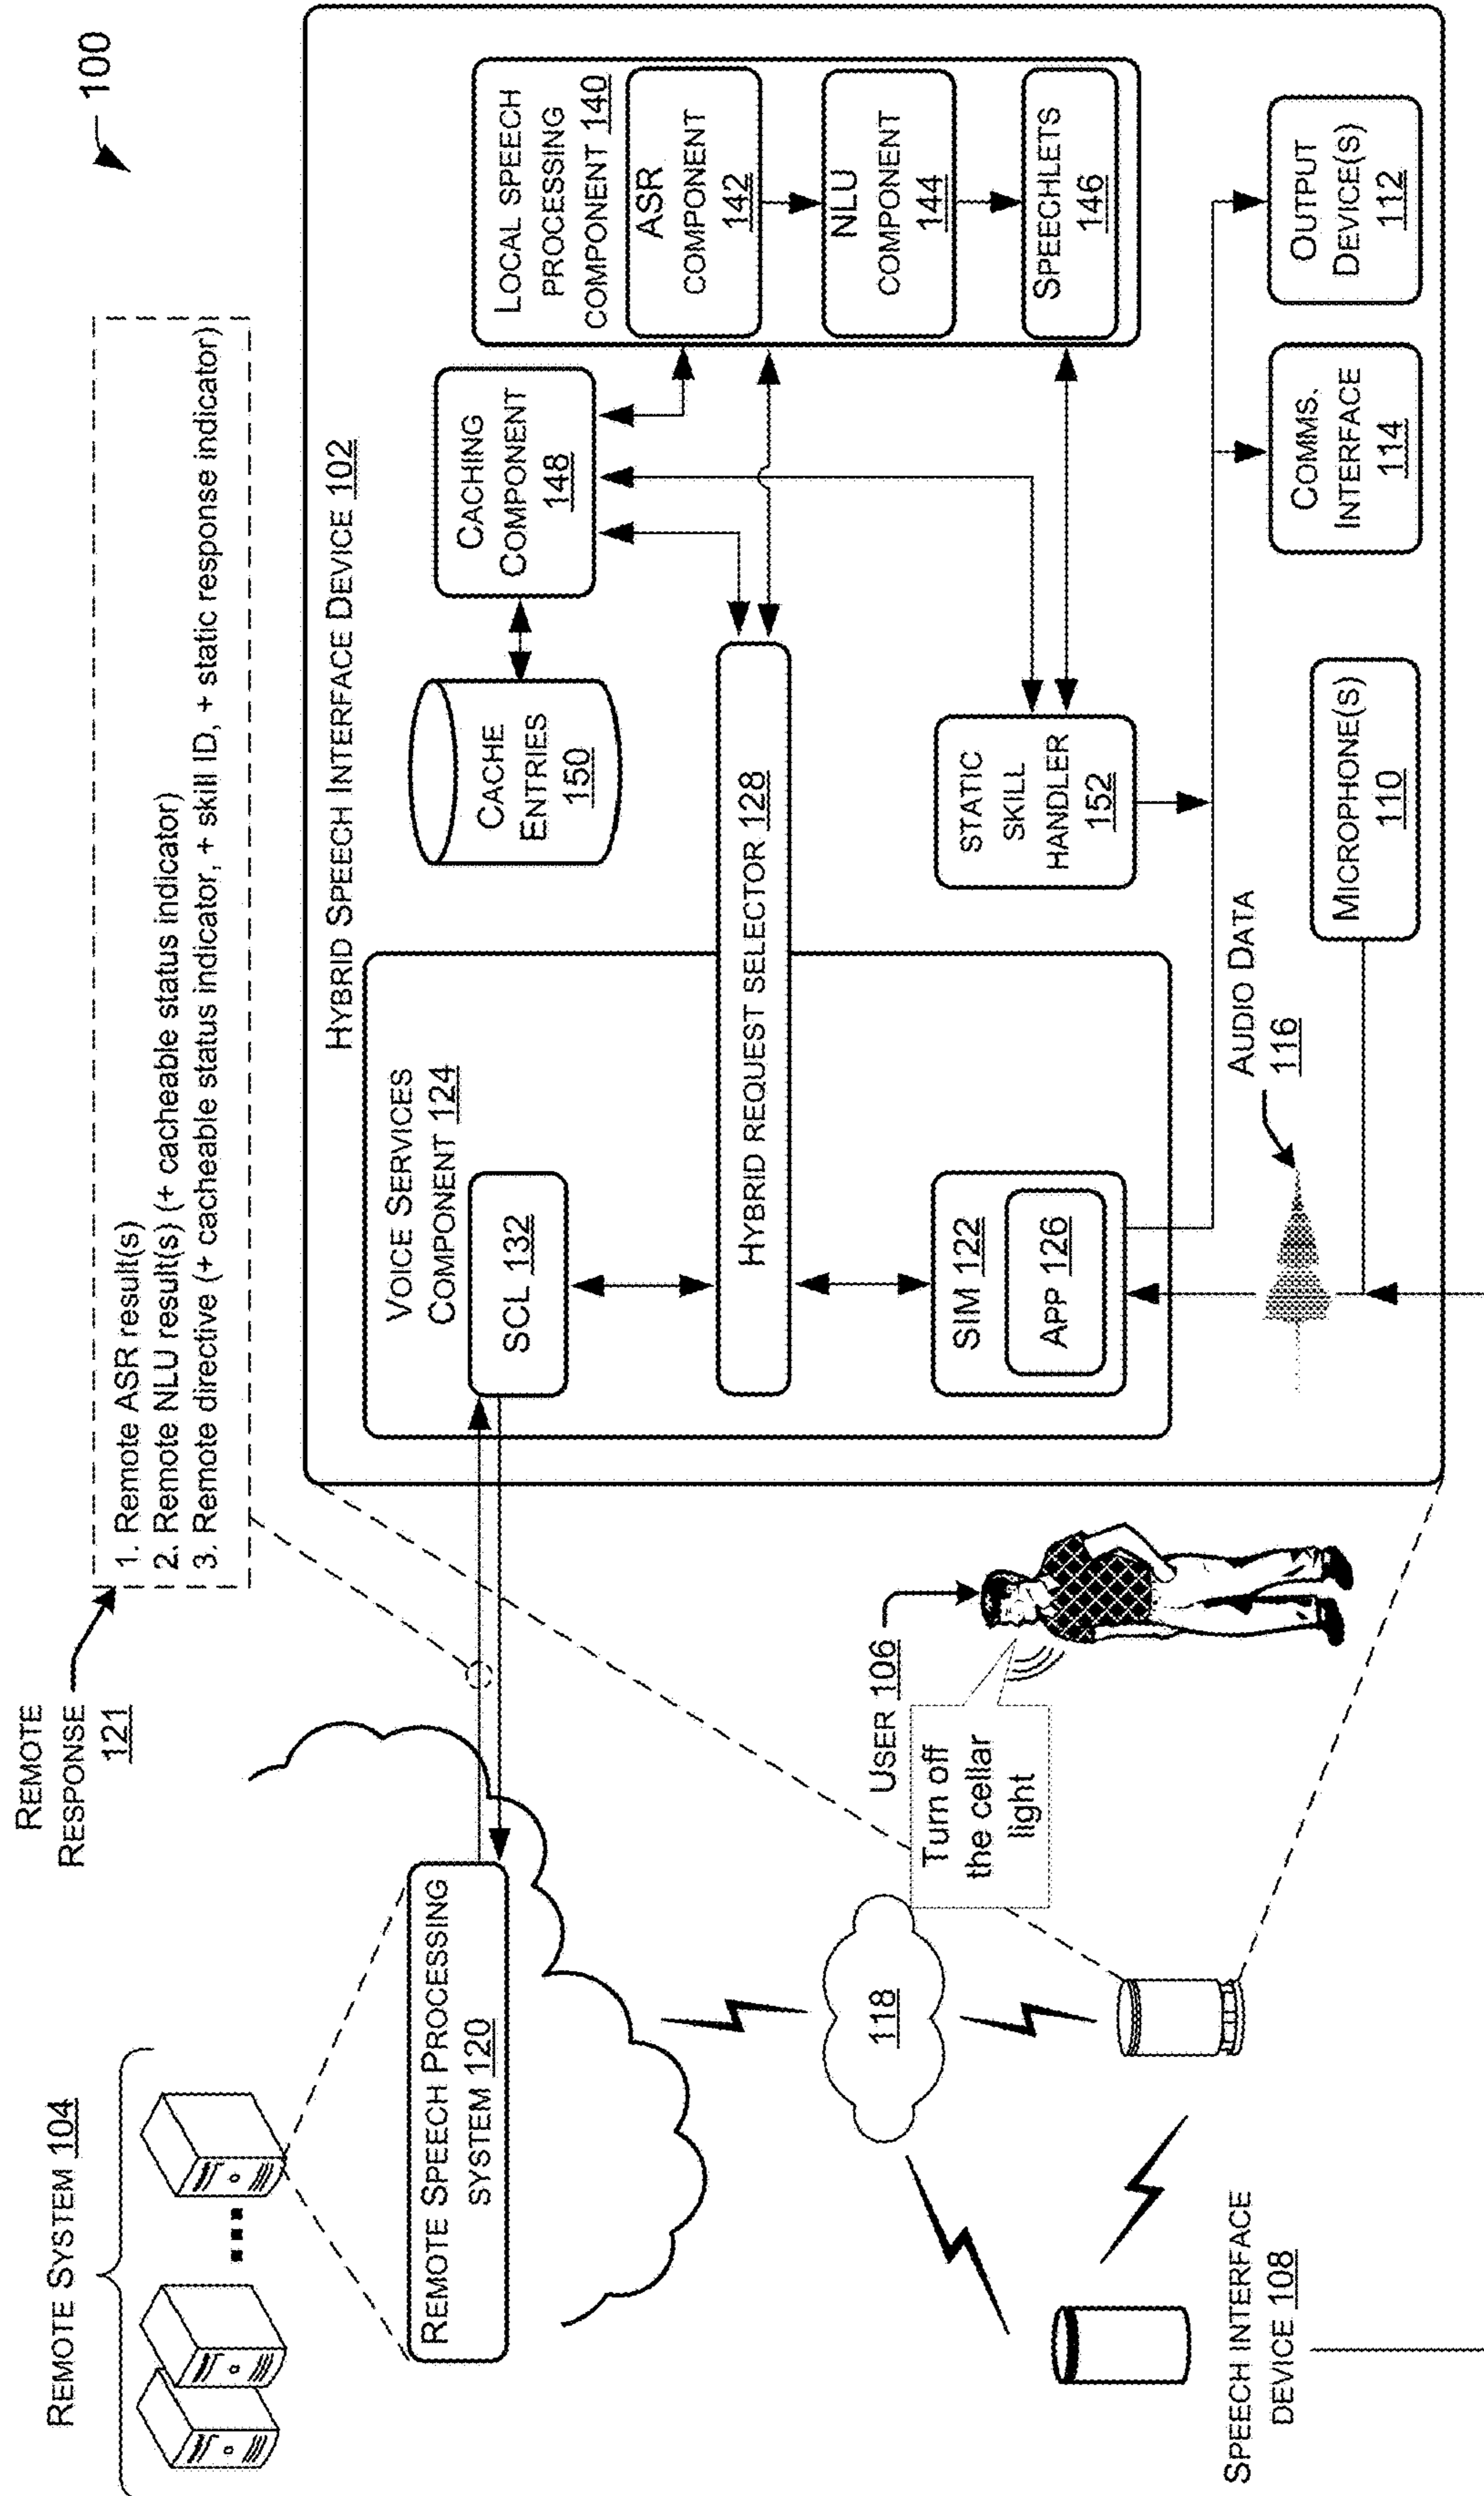 100
REMOTE RESPONSE
121
1. Remote ASR result(s)
2. Remote NLU result(s) (+ cacheable status indicator)
3. Remote directive (+ cacheable status indicator, + skill ID, + static response indicator)
REMOTE SYSTEM 104
REMOTE SPEECH PROCESSING
SYSTEM 120
118
USER 106
Turn off
the cellar
light
SPEECH INTERFACE
DEVICE 108
HYBRID SPEECH INTERFACE DEVICE 102
VOICE SERVICES
COMPONENT 124
SCL 132
HYBRID REQUEST SELECTOR 128
SIM 122
APP 126
CACHE
ENTRIES
150
CACHING
COMPONENT
148
LOCAL SPEECH
PROCESSING
COMPONENT 140
ASR
COMPONENT
142
NLU
COMPONENT
144
SPEECHLETS
146
STATIC
SKILL
HANDLER
152
AUDIO DATA
116
MICROPHONE(S)
110
COMMS.
INTERFACE
114
OUTPUT
DEVICE(S)
112